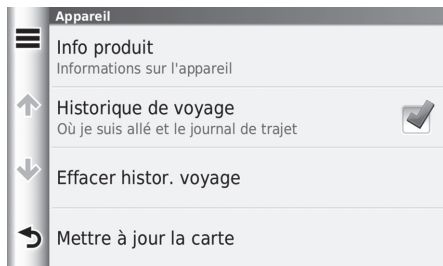 Appareil
Info produit
Informations sur l'appareil
Historique de voyage
Où je suis allé et le journal de trajet
Effacer histor. voyage
Mettre à jour la carte